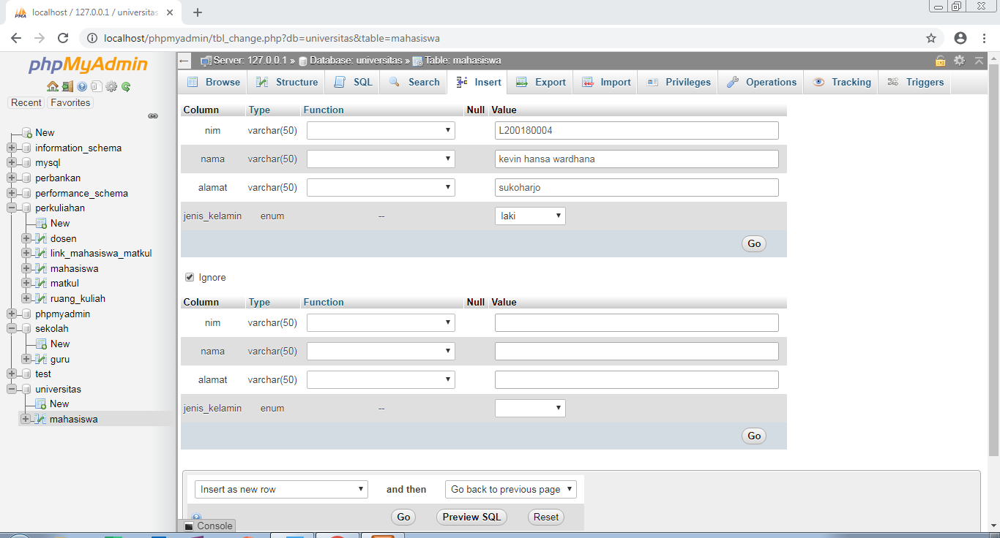 localhost / 127.0.0.1 / universitas
localhost/phpmyadmin/tbl_change.php?db=universitas&table=mahasiswa
phpMyAdmin
Recent Favorites
New
information_schema
mysql
perbankan
performance_schema
perkuliahan
New
dosen
link_mahasiswa_matkul
mahasiswa
matkul
ruang_kuliah
phpmyadmin
sekolah
New
guru
test
universitas
New
mahasiswa
Server: 127.0.0.1 » Database: universitas » Table: mahasiswa
Browse Structure SQL Search Insert Export Import Privileges Operations Tracking Triggers
Column Type Function Null Value
nim varchar(50) L200180004
nama varchar(50) kevin hansa wardhana
alamat varchar(50) sukoharjo
jenis_kelamin enum -- laki
Go
Ignore
Column Type Function Null Value
nim varchar(50)
nama varchar(50)
alamat varchar(50)
jenis_kelamin enum --
Go
Insert as new row and then Go back to previous page
Go Preview SQL Reset
Console